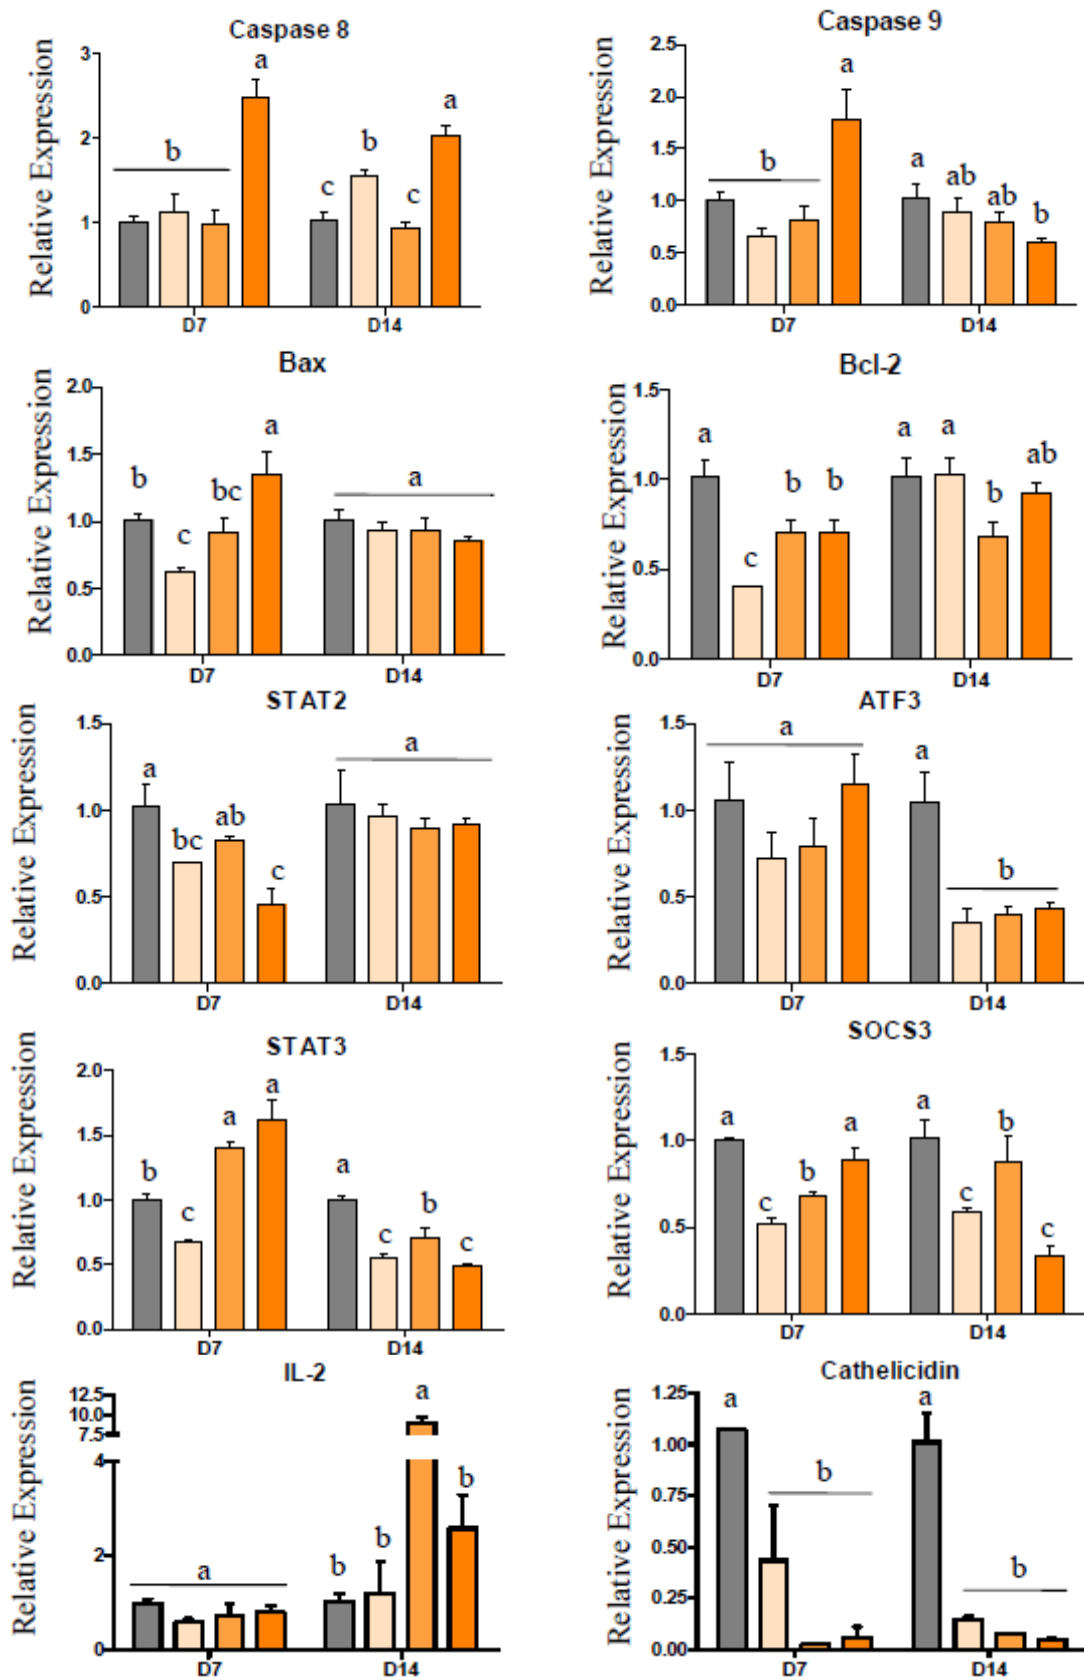 Caspase 8
Relative Expression
3
2
1
0
b
a
c
b
c
a
D7
D14
Caspase 9
Relative Expression
2.5
2.0
1.5
1.0
0.5
0.0
b
a
a
ab
ab
b
D7
D14
Bax
Relative Expression
2.0
1.5
1.0
0.5
0.0
b
c
bc
a
a
D7
D14
Bcl-2
Relative Expression
1.5
1.0
0.5
0.0
a
c
b
b
a
a
b
ab
D7
D14
STAT2
Relative Expression
1.5
1.0
0.5
0.0
a
bc
ab
c
a
D7
D14
ATF3
Relative Expression
1.5
1.0
0.5
0.0
a
a
b
D7
D14
STAT3
Relative Expression
2.0
1.5
1.0
0.5
0.0
b
c
a
a
a
c
b
c
D7
D14
SOCS3
Relative Expression
1.5
1.0
0.5
0.0
a
c
b
a
a
c
b
c
D7
D14
IL-2
Relative Expression
12.5
10.0
7.5
4
2
0
a
b
b
a
b
D7
D14
Cathelicidin
Relative Expression
1.25
1.00
0.75
0.50
0.25
0.00
a
b
a
b
D7
D14